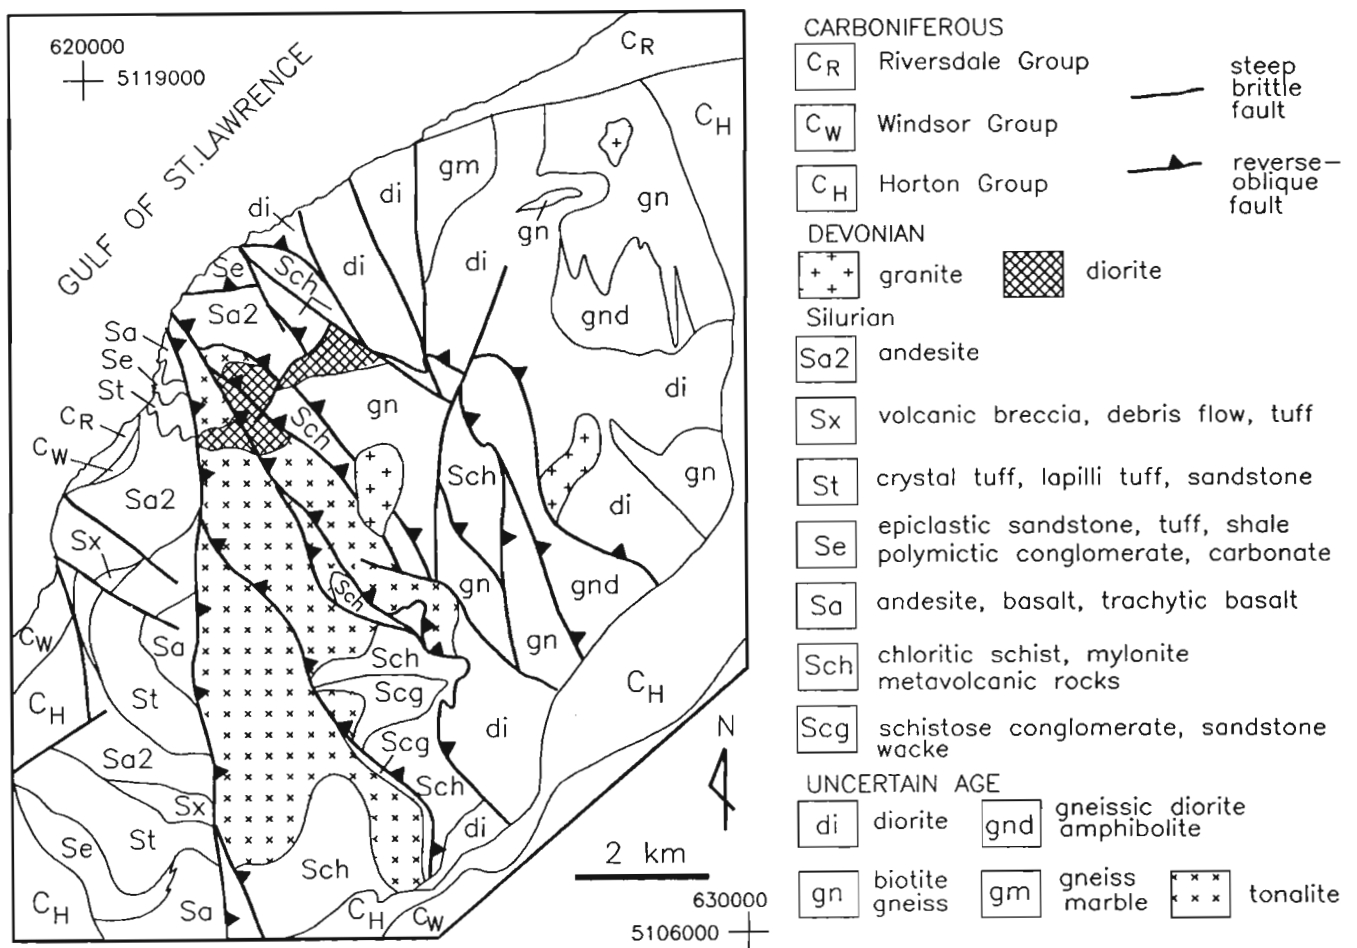 620000
5119000
GULF OF ST. LAWRENCE
CR
CH
gm
di
di
gn
gn
di
di
Se
Sch
Sa2
gnd
Sa
Se
St
di
gn
Sch
CR
CW
Sa2
Sch
gn
di
Sx
gn
Sch
gnd
CW
Sa
Sch
gn
CH
St
Scg
CH
di
N
Scg
Sa2
Sch
Sx
di
Se
St
Sch
2 km
CH
Sa
CH
CW
630000
5106000
CARBONIFEROUS
CR Riversdale Group
CW Windsor Group
CH Horton Group
steep
brittle
fault
reverse-
oblique
fault
DEVONIAN
granite
diorite
Silurian
Sa2 andesite
Sx volcanic breccia, debris flow, tuff
St crystal tuff, lapilli tuff, sandstone
Se epiclastic sandstone, tuff, shale
polymictic conglomerate, carbonate
Sa andesite, basalt, trachytic basalt
Sch chloritic schist, mylonite
metavolcanic rocks
Scg schistose conglomerate, sandstone
wacke
UNCERTAIN AGE
di diorite
gnd gneissic diorite
amphibolite
gn biotite
gneiss
gm gneiss
marble
tonalite